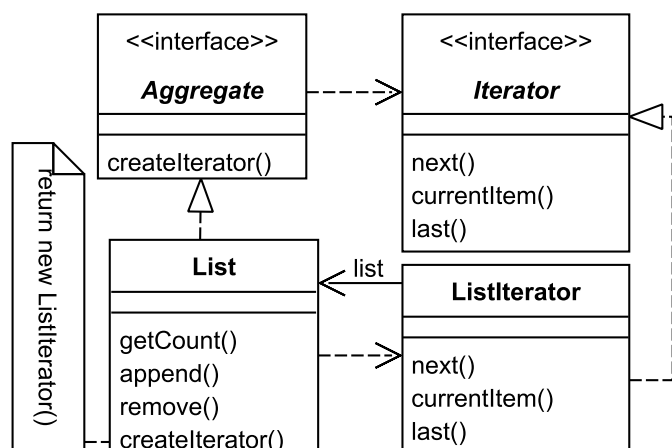 <<interface>>
Aggregate
createIterator()
<<interface>>
Iterator
next()
currentItem()
last()
return new ListIterator()
List
getCount()
append()
remove()
createIterator()
list
ListIterator
next()
currentItem()
last()